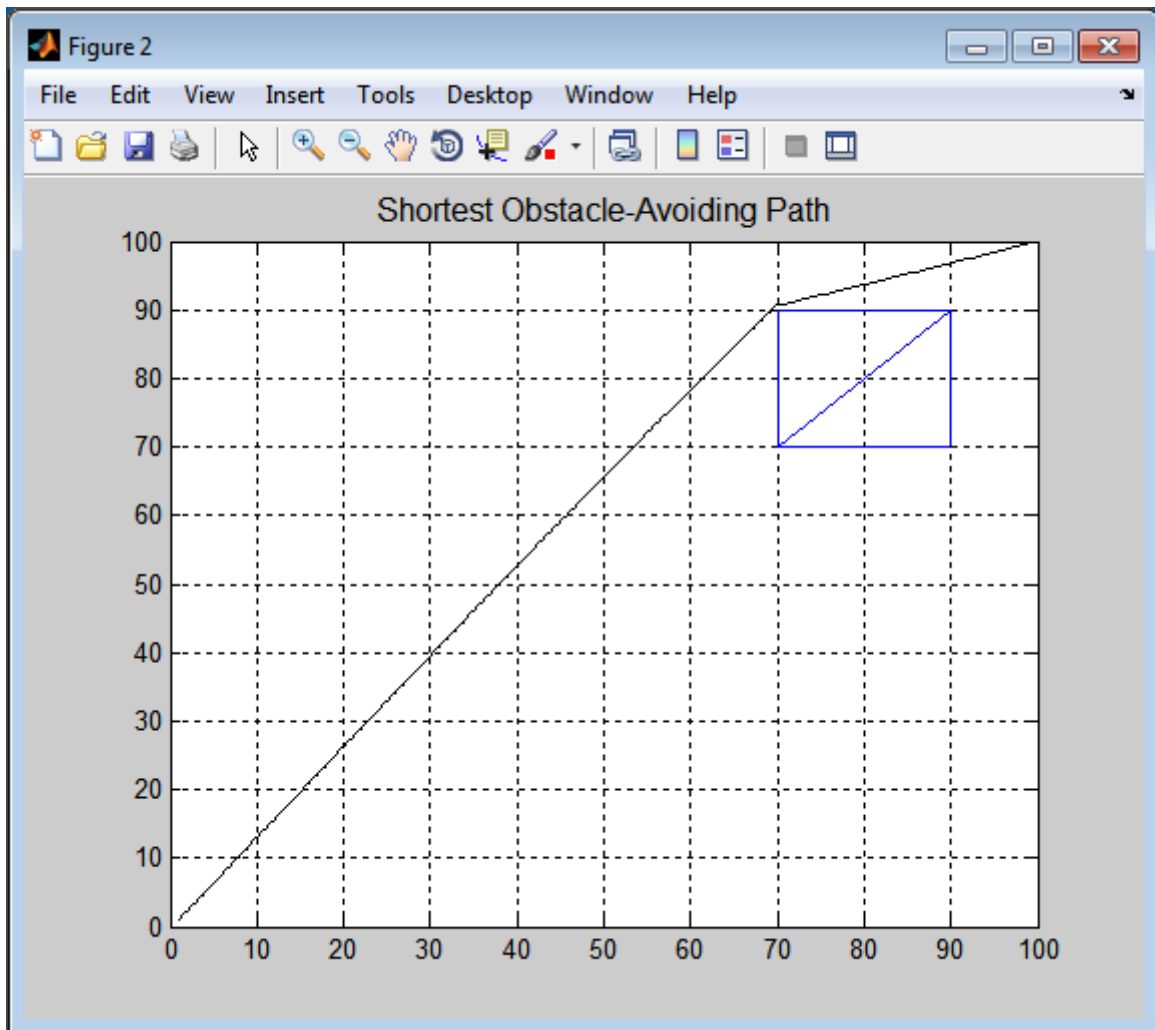 Figure 2
File Edit View Insert Tools Desktop Window Help
Shortest Obstacle-Avoiding Path
100
90
80
70
60
50
40
30
20
10
0
0 10 20 30 40 50 60 70 80 90 100